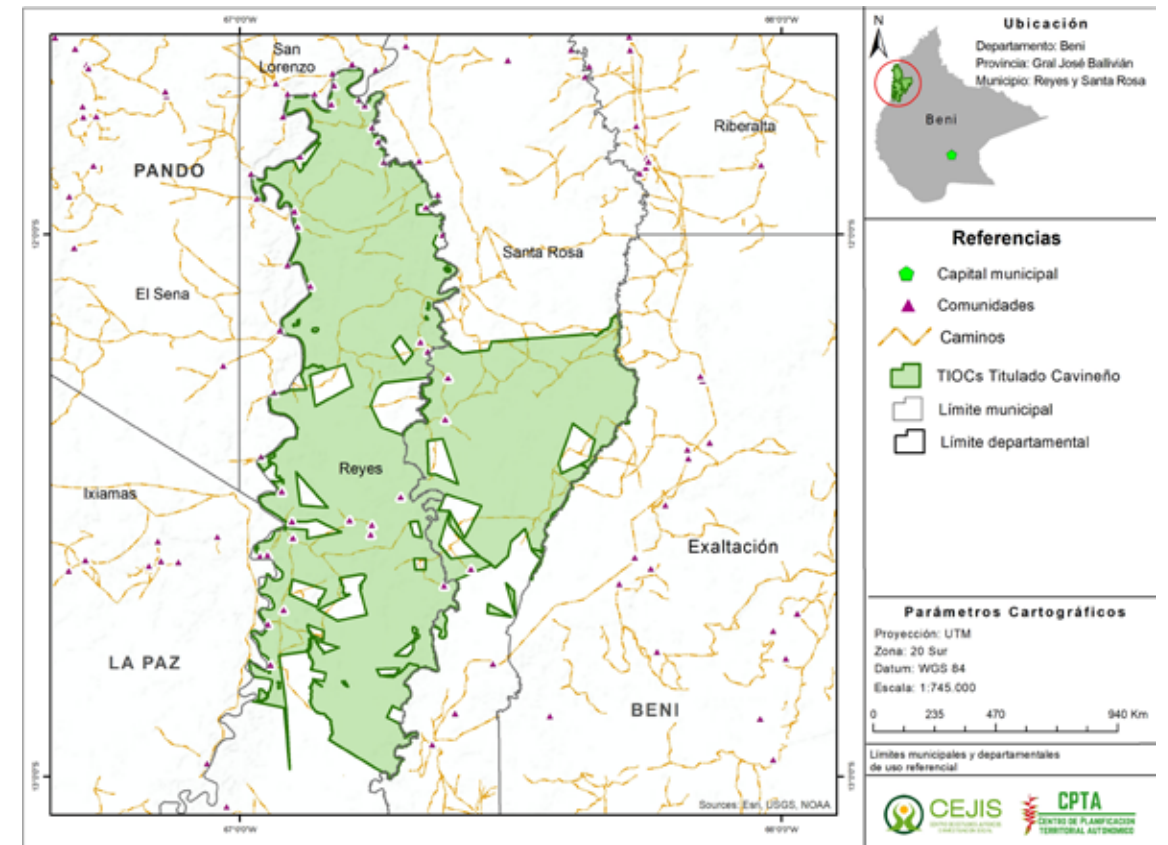 67°0'0"W
66°0'0"W
San
Lorenzo
Riberalta
PANDO
12°0'0"S
12°0'0"S
Santa Rosa
El Sena
Reyes
Ixiamas
Exaltación
LA PAZ
BENI
13°0'0"S
13°0'0"S
Sources: Esri, USGS, NOAA
67°0'0"W
66°0'0"W
N
Ubicación
Departamento: Beni
Provincia: Gral José Ballivián
Municipio: Reyes y Santa Rosa
Beni
Referencias
Capital municipal
Comunidades
Caminos
TIOCs Titulado Cavineño
Límite municipal
Límite departamental
Parámetros Cartográficos
Proyección: UTM
Zona: 20 Sur
Datum: WGS 84
Escala: 1:745.000
0 235 470 940 Km
Límites municipales y departamentales
de uso referencial
CEJIS
CPTA
CENTRO DE PLANIFICACION
TERRITORIAL AUTONOMICO